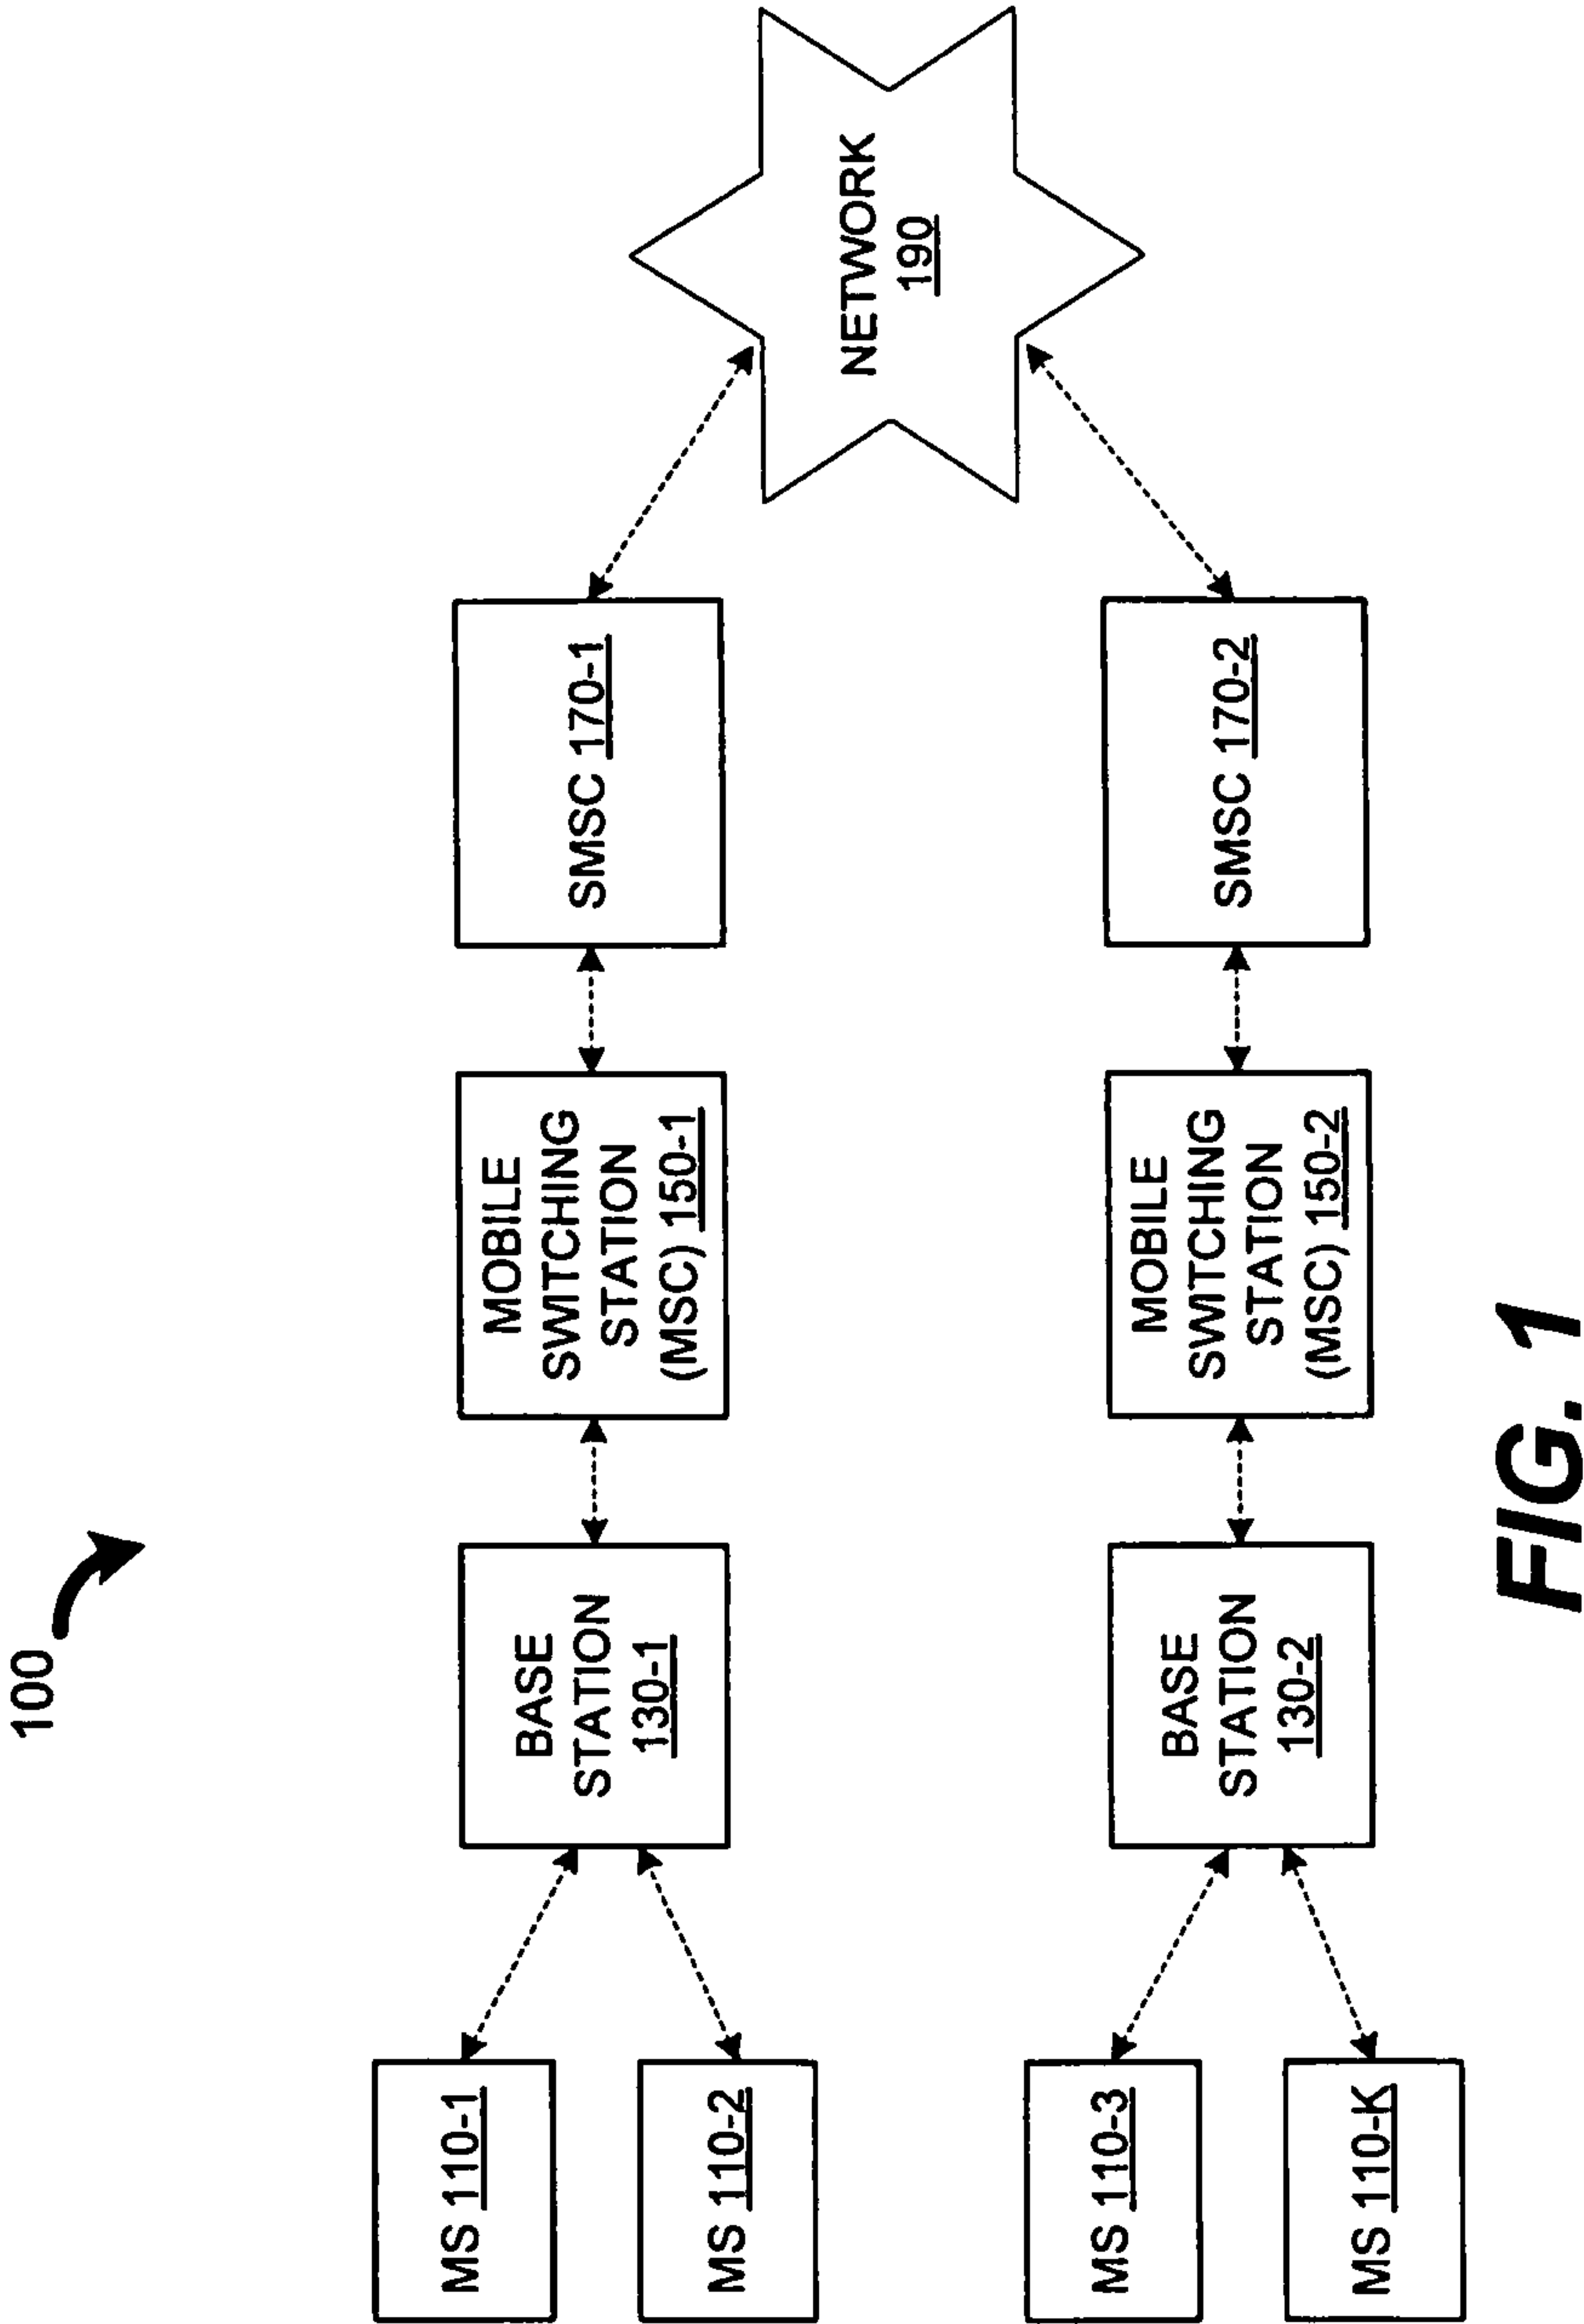 100
MS 110-1
MS 110-2
BASE
STATION
130-1
MOBILE
SWITCHING
STATION
(MSC) 150-1
SMSC 170-1
NETWORK
190
MS 110-3
MS 110-K
BASE
STATION
130-2
MOBILE
SWITCHING
STATION
(MSC) 150-2
SMSC 170-2
FIG. 1